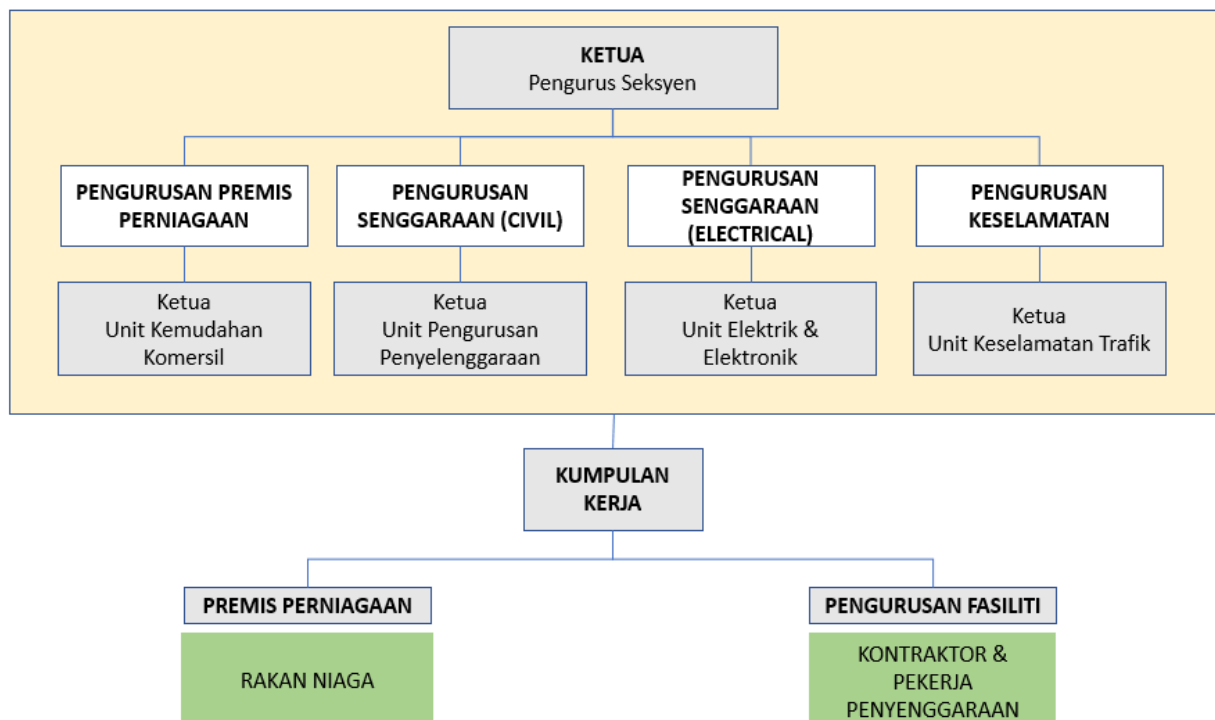 KETUA
Pengurus Seksyen
PENGURUSAN PREMIS
PERNIAGAAN
PENGURUSAN
SENGGARAAN (CIVIL)
PENGURUSAN
SENGGARAAN
(ELECTRICAL)
PENGURUSAN
KESELAMATAN
Ketua
Unit Kemudahan
Komersil
Ketua
Unit Pengurusan
Penyelenggaraan
Ketua
Unit Elektrik &
Elektronik
Ketua
Unit Keselamatan Trafik
KUMPULAN
KERJA
PREMIS PERNIAGAAN
RAKAN NIAGA
PENGURUSAN FASILITI
KONTRAKTOR &
PEKERJA
PENYENGGARAAN